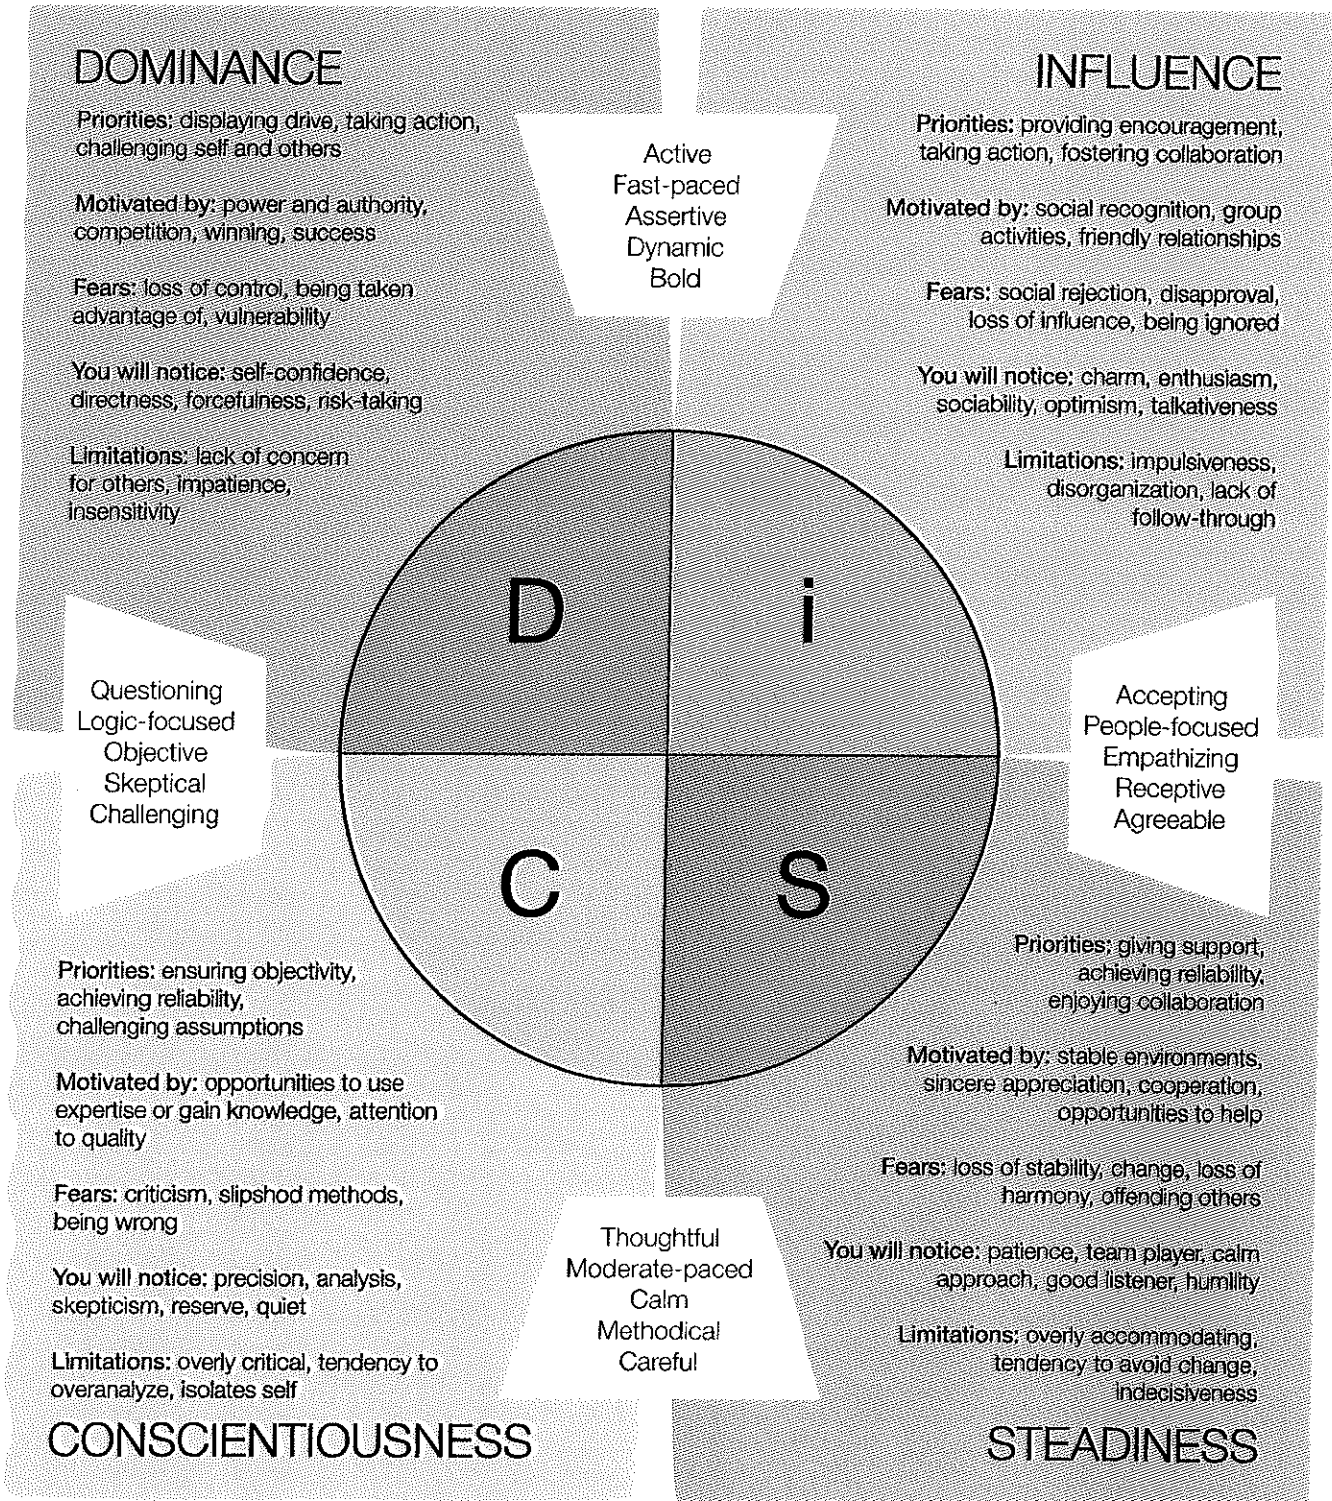 DOMINANCE
Priorities: displaying drive, taking action,
challenging self and others
Motivated by: power and authority,
competition, winning, success
Fears: loss of control, being taken
advantage of, vulnerability
You will notice: self-confidence,
directness, forcefulness, risk-taking
Limitations: lack of concern
for others, impatience,
insensitivity
Active
Fast-paced
Assertive
Dynamic
Bold
INFLUENCE
Priorities: providing encouragement,
taking action, fostering collaboration
Motivated by: social recognition, group
activities, friendly relationships
Fears: social rejection, disapproval,
loss of influence, being ignored
You will notice: charm, enthusiasm,
sociability, optimism, talkativeness
Limitations: impulsiveness,
disorganization, lack of
follow-through
D
i
Questioning
Logic-focused
Objective
Skeptical
Challenging
Accepting
People-focused
Empathizing
Receptive
Agreeable
C
S
Priorities: ensuring objectivity,
achieving reliability,
challenging assumptions
Motivated by: opportunities to use
expertise or gain knowledge, attention
to quality
Fears: criticism, slipshod methods,
being wrong
You will notice: precision, analysis,
skepticism, reserve, quiet
Limitations: overly critical, tendency to
overanalyze, isolates self
CONSCIENTIOUSNESS
Thoughtful
Moderate-paced
Calm
Methodical
Careful
Priorities: giving support,
achieving reliability,
enjoying collaboration
Motivated by: stable environments,
sincere appreciation, cooperation,
opportunities to help
Fears: loss of stability, change, loss of
harmony, offending others
You will notice: patience, team player, calm
approach, good listener, humility
Limitations: overly accommodating,
tendency to avoid change,
indecisiveness
STEADINESS